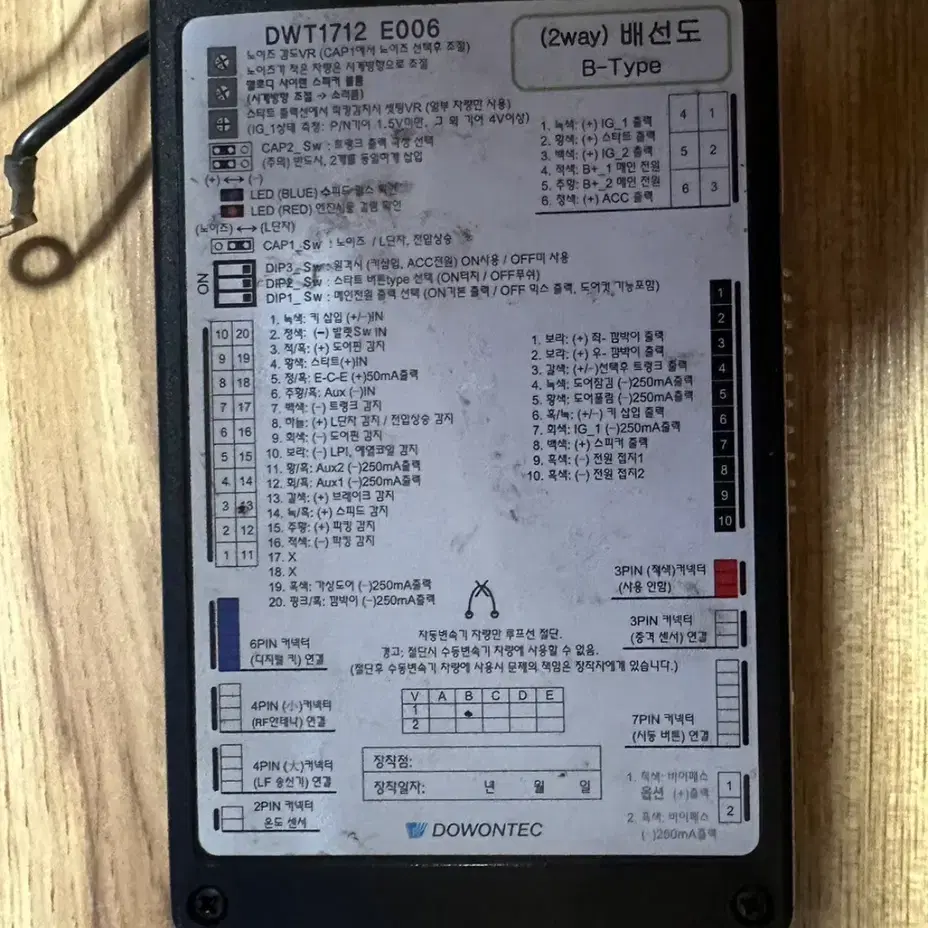 DWT1712 E006
(2way) 배선도
B-Type
노이즈 감도VR (CAP1에서 노이즈 선택후 조절)
노이즈가 적은 차량은 시계방향으로 조절
멜로디 사이렌 스피커 볼륨
(시계방향 조절 → 소리큼)
스타트 출력선에서 파킹감지시 셋팅VR (일부 차량만 사용)
(IG_1상태 측정: P/N기어 1.5V미만, 그 외 기어 4V이상)
CAP2_Sw : 트렁크 출력 극성 선택
(주의) 반드시, 2개를 동일하게 삽입
(+) ↔ (-)
LED (BLUE) 스피드 펄스 확인
LED (RED) 엔진시동 걸림 확인
(노이즈) ↔ (L단자)
CAP1_Sw : 노이즈 / L단자, 전압상승
ON
DIP3_Sw : 원격시 (키삽입, ACC전원) ON사용 / OFF미 사용
DIP2_Sw : 스타트 버튼type 선택 (ON터치 / OFF푸쉬)
DIP1_Sw : 메인전원 출력 선택 (ON기본 출력 / OFF 믹스 출력, 도어컷 기능포함)
1. 녹색: (+) IG_1 출력
2. 황색: (+) 스타트 출력
3. 백색: (+) IG_2 출력
4. 적색: B+_1 메인 전원
5. 주황: B+_2 메인 전원
6. 청색: (+) ACC 출력
4 1
5 2
6 3
10 20
9 19
8 18
7 17
6 16
5 15
4 14
3 13
2 12
1 11
1. 녹색: 키 삽입 (+/-)IN
2. 청색: (-) 발렛Sw IN
3. 적/흑: (+) 도어핀 감지
4. 황색: 스타트(+)IN
5. 청/흑: E-C-E (+)50mA출력
6. 주황/흑: Aux (-)IN
7. 백색: (-) 트렁크 감지
8. 하늘: (+) L단자 감지 / 전압상승 감지
9. 회색: (-) 도어핀 감지
10. 보라: (-) LPI, 예열코일 감지
11. 황/흑: Aux2 (-)250mA출력
12. 회/흑: Aux1 (-)250mA출력
13. 갈색: (+) 브레이크 감지
14. 녹/흑: (+) 스피드 감지
15. 주황: (+) 파킹 감지
16. 적색: (-) 파킹 감지
17. X
18. X
19. 흑색: 가상도어 (-)250mA출력
20. 핑크/흑: 깜박이 (-)250mA출력
1. 보라: (+) 좌- 깜박이 출력
2. 보라: (+) 우- 깜박이 출력
3. 갈색: (+/-)선택후 트렁크 출력
4. 녹색: 도어잠김 (-)250mA출력
5. 황색: 도어풀림 (-)250mA출력
6. 흑/녹: (+/-) 키 삽입 출력
7. 회색: IG_1 (-)250mA출력
8. 백색: (+) 스피커 출력
9. 흑색: (-) 전원 접지1
10. 흑색: (-) 전원 접지2
1
2
3
4
5
6
7
8
9
10
3PIN (적색)커넥터
(사용 안함)
3PIN 커넥터
(충격 센서) 연결
7PIN 커넥터
(시동 버튼) 연결
6PIN 커넥터
(디지털 키) 연결
자동변속기 차량만 루프선 절단.
경고: 절단시 수동변속기 차량에 사용할 수 없음.
(절단후 수동변속기 차량에 사용시 문제의 책임은 장착자에게 있습니다.)
4PIN (小)커넥터
(RF안테나) 연결
4PIN (大)커넥터
(LF 송신기) 연결
2PIN 커넥터
온도 센서
V A B C D E
1
2
장착점:
장착일자: 년 월 일
DOWONTEC
1. 흑색: 바이패스
옵션 (+)출력
2. 흑색: 바이패스
(-)250mA출력
1
2